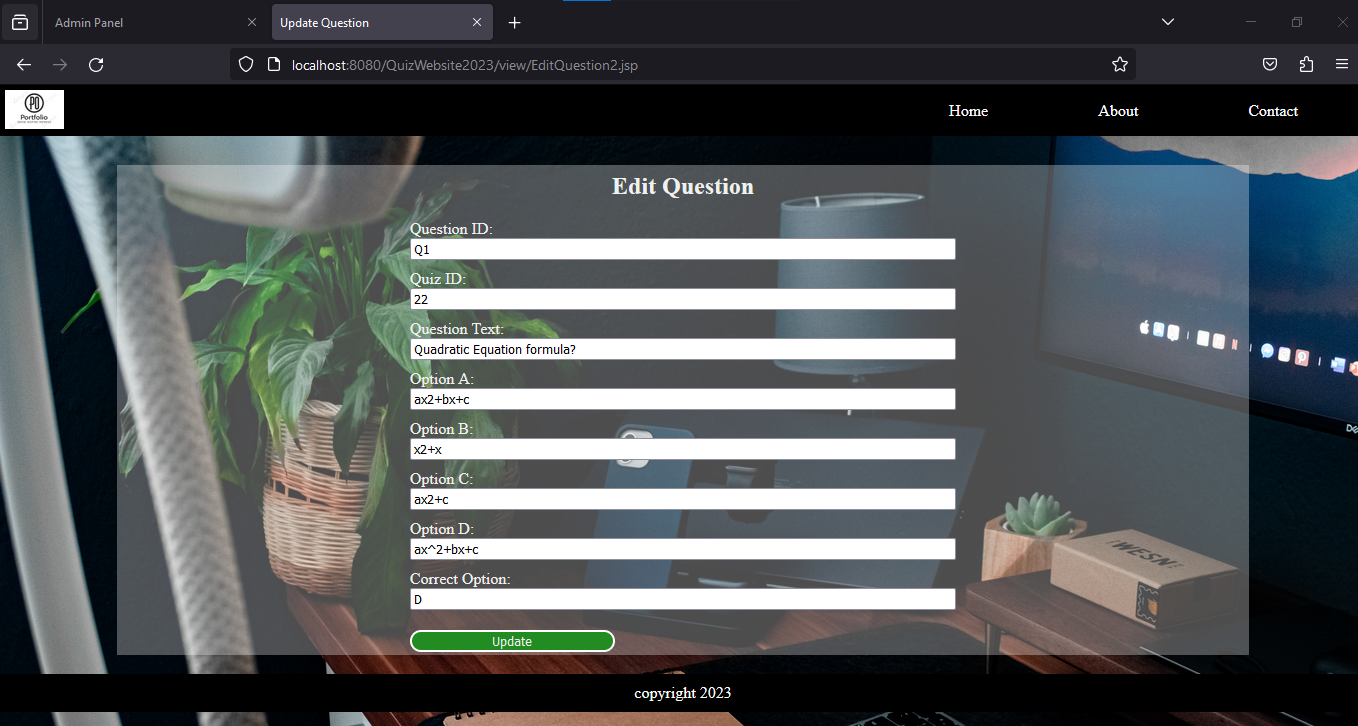 Admin Panel
Update Question
localhost:8080/QuizWebsite2023/view/EditQuestion2.jsp
PO
Portfolio
Home
About
Contact
Edit Question
Question ID:
Q1
Quiz ID:
22
Question Text:
Quadratic Equation formula?
Option A:
ax2+bx+c
Option B:
x2+x
Option C:
ax2+c
Option D:
ax^2+bx+c
Correct Option:
D
Update
WESN
copyright 2023